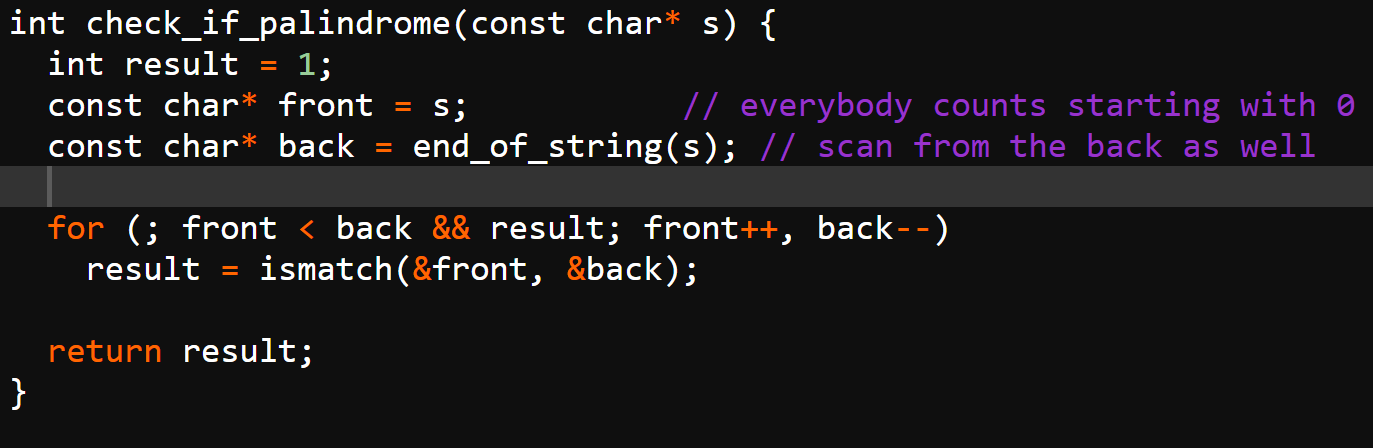 int check_if_palindrome(const char* s) {
  int result = 1;
  const char* front = s;           // everybody counts starting with 0
  const char* back = end_of_string(s); // scan from the back as well
  for (; front < back && result; front++, back--)
    result = ismatch(&front, &back);
  return result;
}